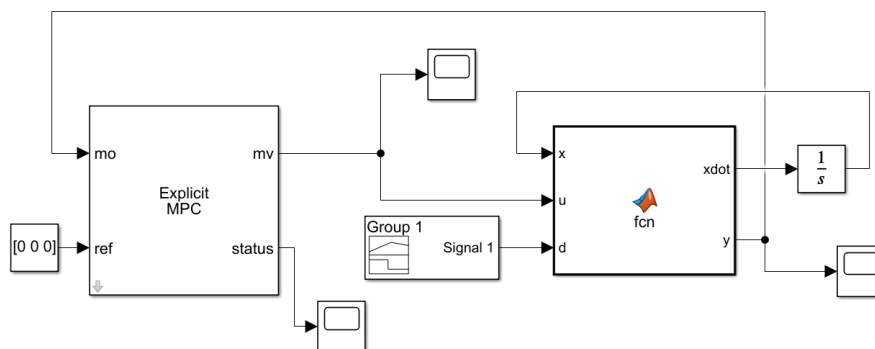 mo
mv
Explicit
MPC
[0 0 0]
ref
status
Group 1
Signal 1
x
u
d
fcn
xdot
y
1
s